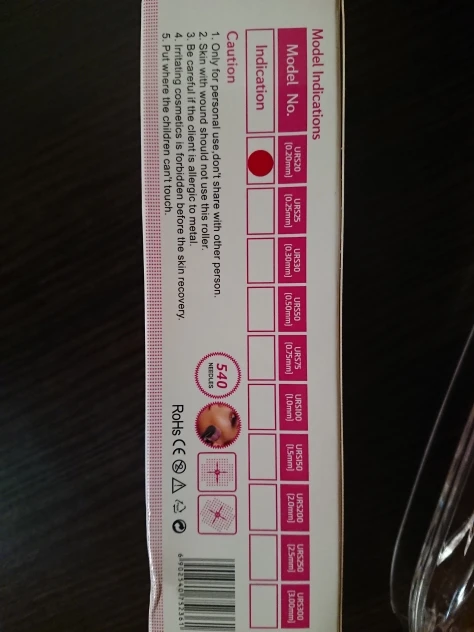 Model Indications
Model No. URS20 (0.20mm) URS25 (0.25mm) URS30 (0.30mm) URS50 (0.50mm) URS75 (0.75mm) URS100 (1.0mm) URS150 (1.5mm) URS200 (2.0mm) URS250 (2.5mm) URS300 (3.00mm)
Indication
Caution
1. Only for personal use,don't share with other person.
2. Skin with wound should not use this roller.
3. Be careful if the client is allergic to metal.
4. Irritating cosmetics is forbidden before the skin recovery.
5. Put where the children can't touch.
540
NEEDLES
RoHS CE